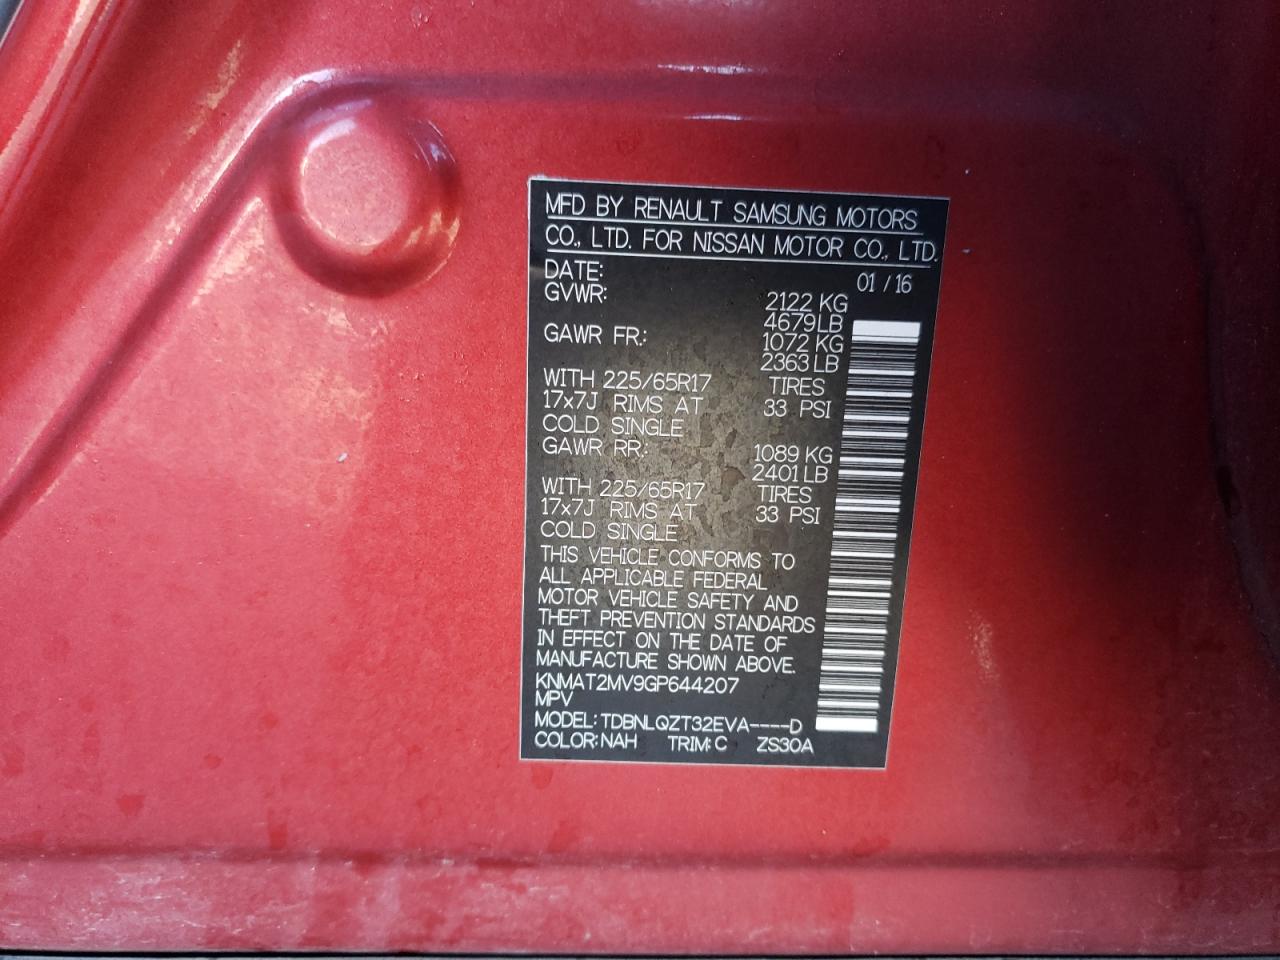 MFD BY RENAULT SAMSUNG MOTORS
CO., LTD. FOR NISSAN MOTOR CO., LTD.
DATE: 01 / 16
GVWR: 2122 KG
4679 LB
GAWR FR.: 1072 KG
2363 LB
WITH 225/65R17 TIRES
17x7J RIMS AT 33 PSI
COLD SINGLE
GAWR RR.: 1089 KG
2401 LB
WITH 225/65R17 TIRES
17x7J RIMS AT 33 PSI
COLD SINGLE
THIS VEHICLE CONFORMS TO
ALL APPLICABLE FEDERAL
MOTOR VEHICLE SAFETY AND
THEFT PREVENTION STANDARDS
IN EFFECT ON THE DATE OF
MANUFACTURE SHOWN ABOVE.
KNMAT2MV9GP644207
MPV
MODEL: TDBNLQZT32EVA----D
COLOR: NAH TRIM: C ZS30A